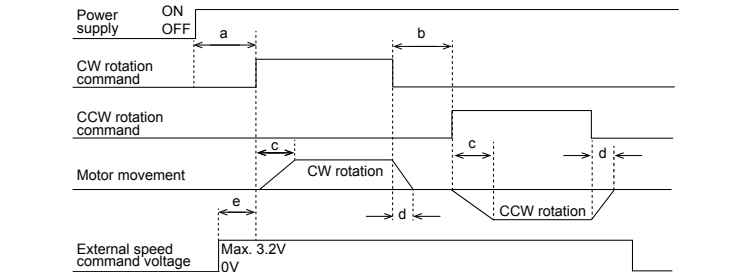 Power supply
ON
OFF
a
b
CW rotation command
CCW rotation command
c
c
d
Motor movement
CW rotation
d
CCW rotation
e
External speed command voltage
Max. 3.2V
0V